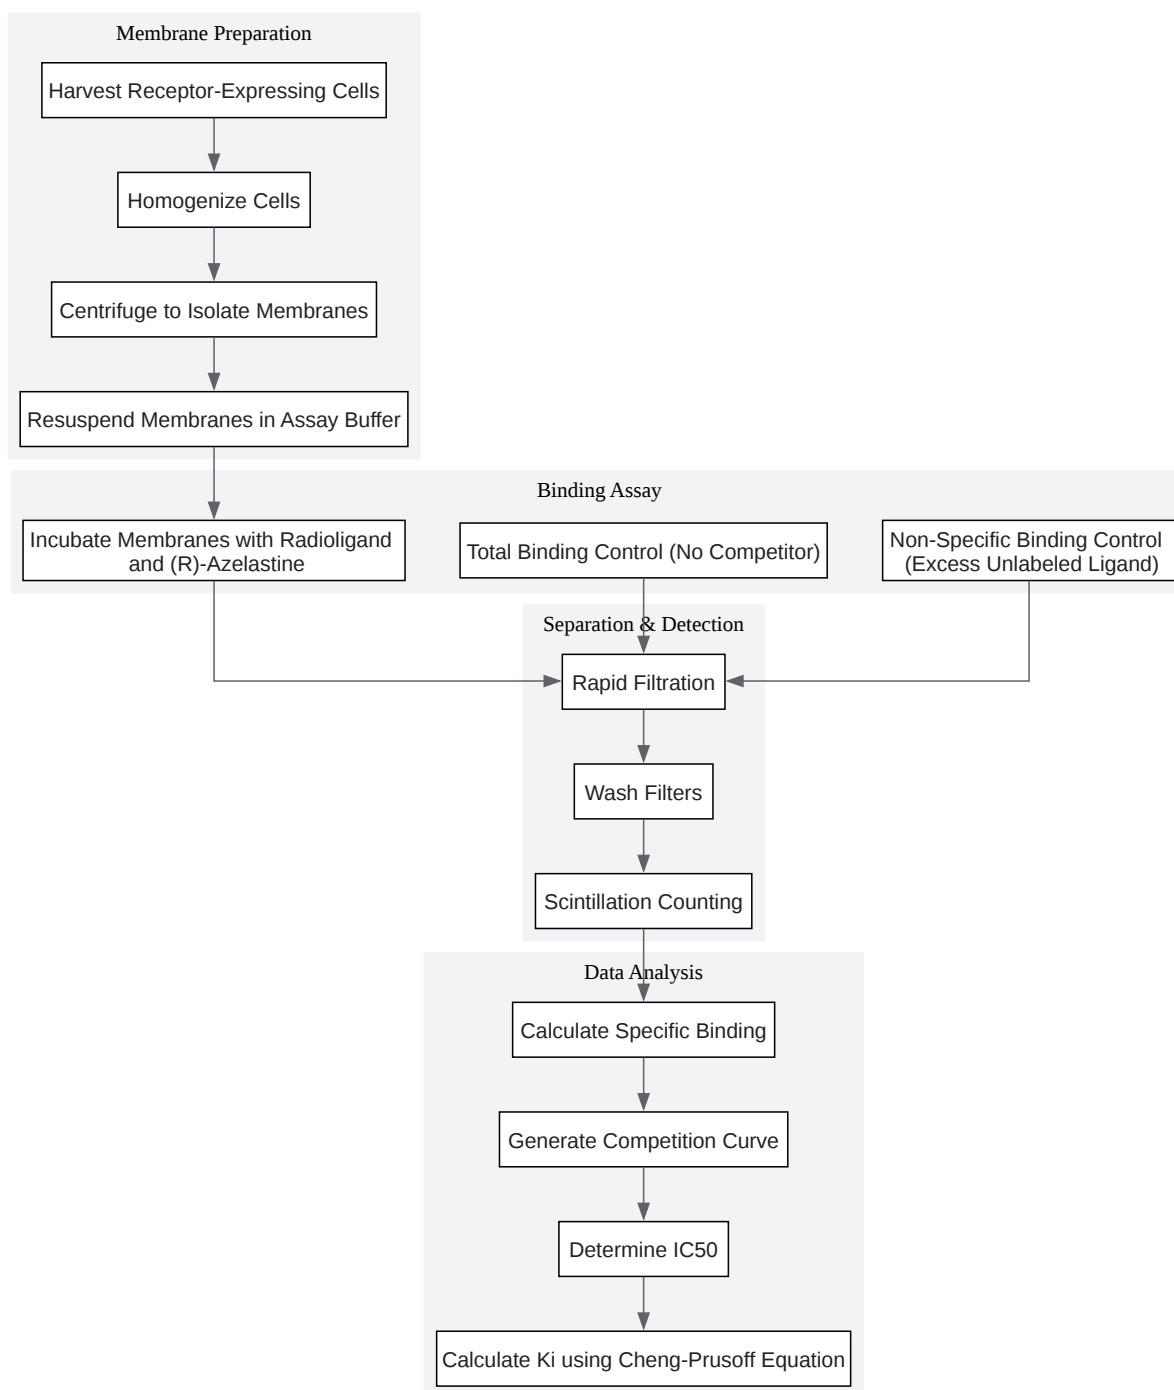 Membrane Preparation
Harvest Receptor-Expressing Cells
Homogenize Cells
Centrifuge to Isolate Membranes
Resuspend Membranes in Assay Buffer
Binding Assay
Incubate Membranes with Radioligand
and (R)-Azelastine
Total Binding Control (No Competitor)
Non-Specific Binding Control
(Excess Unlabeled Ligand)
Separation & Detection
Rapid Filtration
Wash Filters
Scintillation Counting
Data Analysis
Calculate Specific Binding
Generate Competition Curve
Determine IC50
Calculate Ki using Cheng-Prusoff Equation